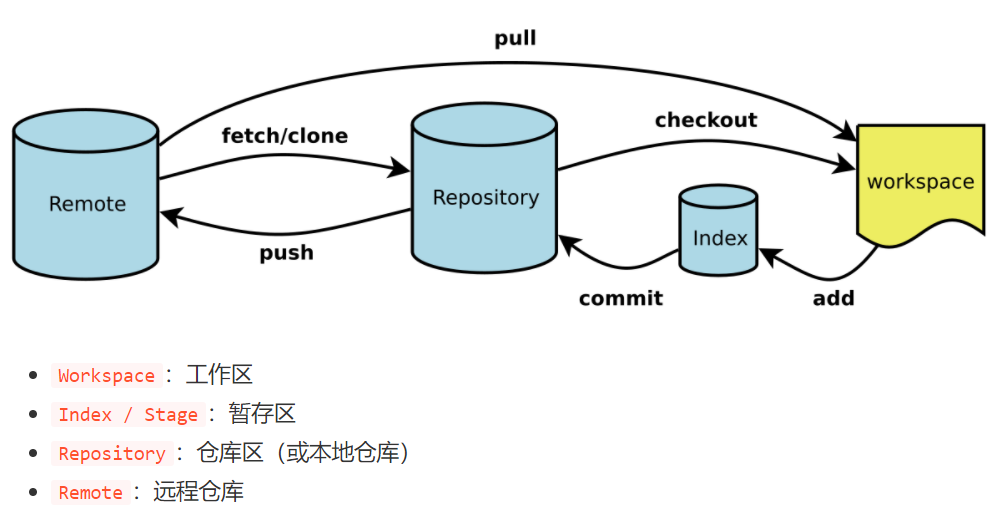 pull
fetch/clone
checkout
Remote
Repository
workspace
Index
push
commit
add
Workspace：工作区
Index / Stage：暂存区
Repository：仓库区（或本地仓库）
Remote：远程仓库